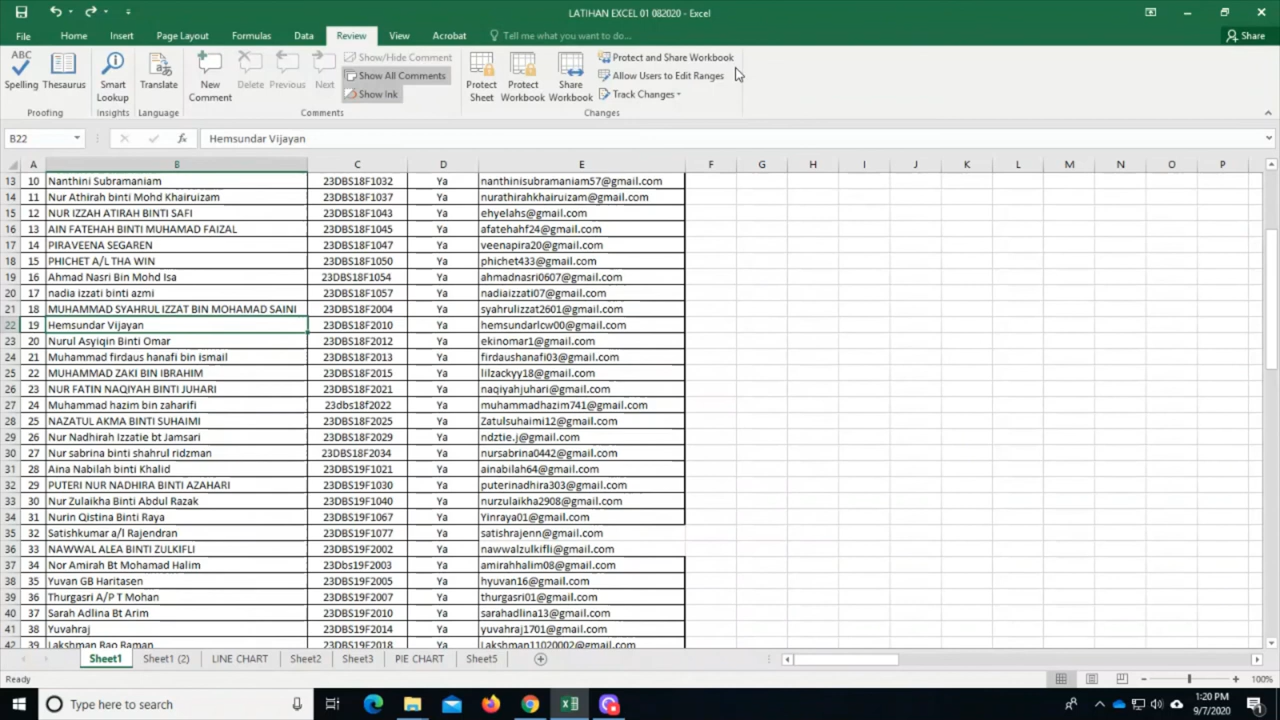 LATIHAN EXCEL 01 082020 - Excel
File Home Insert Page Layout Formulas Data Review View Acrobat Tell me what you want to do... Share
ABC
Spelling Thesaurus
Proofing
Smart Lookup
Insights
Translate
Language
New Comment Delete Previous Next
Show/Hide Comment
Show All Comments
Show Ink
Comments
Protect Sheet Protect Workbook Share Workbook
Protect and Share Workbook
Allow Users to Edit Ranges
Track Changes
Changes
B22 fx Hemsundar Vijayan
A B C D E F G H I J K L M N O P
13 10 Nanthini Subramaniam 23DBS18F1032 Ya nanthinisubramaniam57@gmail.com
14 11 Nur Athirah binti Mohd Khairuizam 23DBS18F1037 Ya nurathirahkhairuizam@gmail.com
15 12 NUR IZZAH ATIRAH BINTI SAFI 23DBS18F1043 Ya ehyelahs@gmail.com
16 13 AIN FATEHAH BINTI MUHAMAD FAIZAL 23DBS18F1045 Ya afatehahf24@gmail.com
17 14 PIRAVEENA SEGAREN 23DBS18F1047 Ya veenapira20@gmail.com
18 15 PHICHET A/L THA WIN 23DBS18F1050 Ya phichet433@gmail.com
19 16 Ahmad Nasri Bin Mohd Isa 23DBS18F1054 Ya ahmadnasri0607@gmail.com
20 17 nadia izzati binti azmi 23DBS18F1057 Ya nadiaizzati07@gmail.com
21 18 MUHAMMAD SYAHRUL IZZAT BIN MOHAMAD SAINI 23DBS18F2004 Ya syahrulizzat2601@gmail.com
22 19 Hemsundar Vijayan 23DBS18F2010 Ya hemsundarlcw00@gmail.com
23 20 Nurul Asyiqin Binti Omar 23DBS18F2012 Ya ekinomar1@gmail.com
24 21 Muhammad firdaus hanafi bin ismail 23DBS18F2013 Ya firdaushanafi03@gmail.com
25 22 MUHAMMAD ZAKI BIN IBRAHIM 23DBS18F2015 Ya lilzackyy18@gmail.com
26 23 NUR FATIN NAQIYAH BINTI JUHARI 23DBS18F2021 Ya naqiyahjuhari@gmail.com
27 24 Muhammad hazim bin zaharifi 23dbs18f2022 Ya muhammadhazim741@gmail.com
28 25 NAZATUL AKMA BINTI SUHAIMI 23DBS18F2025 Ya Zatulsuhaimi12@gmail.com
29 26 Nur Nadhirah Izzatie bt Jamsari 23DBS18F2029 Ya ndztie.j@gmail.com
30 27 Nur sabrina binti shahrul ridzman 23DBS18F2034 Ya nursabrina0442@gmail.com
31 28 Aina Nabilah binti Khalid 23DBS19F1021 Ya ainabilah64@gmail.com
32 29 PUTERI NUR NADHIRA BINTI AZAHARI 23DBS19F1030 Ya puterinadhira303@gmail.com
33 30 Nur Zulaikha Binti Abdul Razak 23DBS19F1040 Ya nurzulaikha2908@gmail.com
34 31 Nurin Qistina Binti Raya 23DBS19F1067 Ya Yinraya01@gmail.com
35 32 Satishkumar a/l Rajendran 23DBS19F1077 Ya satishrajenn@gmail.com
36 33 NAWWAL ALEA BINTI ZULKIFLI 23DBS19F2002 Ya nawwalzulkifli@gmail.com
37 34 Nor Amirah Bt Mohamad Halim 23Dbs19f2003 Ya amirahhalim08@gmail.com
38 35 Yuvan GB Haritasen 23DBS19F2005 Ya hyuvan16@gmail.com
39 36 Thurgasri A/P T Mohan 23DBS19F2007 Ya thurgasri01@gmail.com
40 37 Sarah Adlina Bt Arim 23DBS19F2010 Ya sarahadlina13@gmail.com
41 38 Yuvahraj 23DBS19F2014 Ya yuvahraj1701@gmail.com
42 39 Lakshman Rao Raman 23DBS19F2018 Ya Lakshman11020002@gmail.com
Sheet1 Sheet1 (2) LINE CHART Sheet2 Sheet3 PIE CHART Sheet5
Ready 100%
Type here to search
1:20 PM
9/7/2020
1